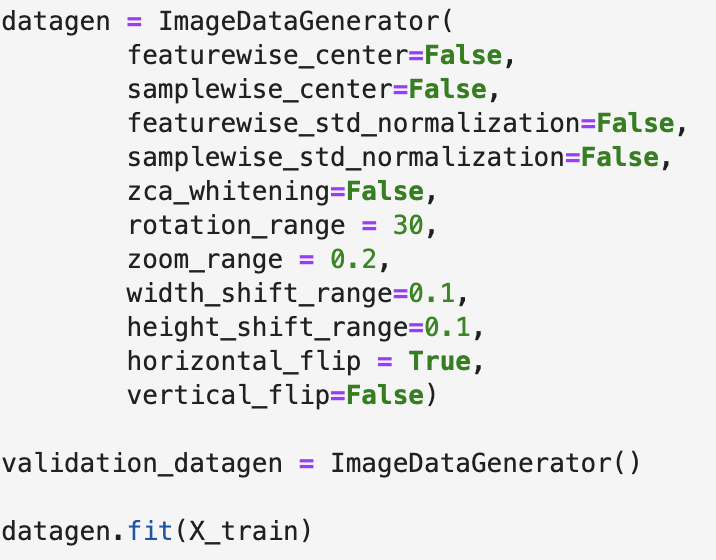 datagen = ImageDataGenerator(
featurewise_center=False,
samplewise_center=False,
featurewise_std_normalization=False,
samplewise_std_normalization=False,
zca_whitening=False,
rotation_range = 30,
zoom_range = 0.2,
width_shift_range=0.1,
height_shift_range=0.1,
horizontal_flip = True,
vertical_flip=False)
validation_datagen = ImageDataGenerator()
datagen.fit(X_train)